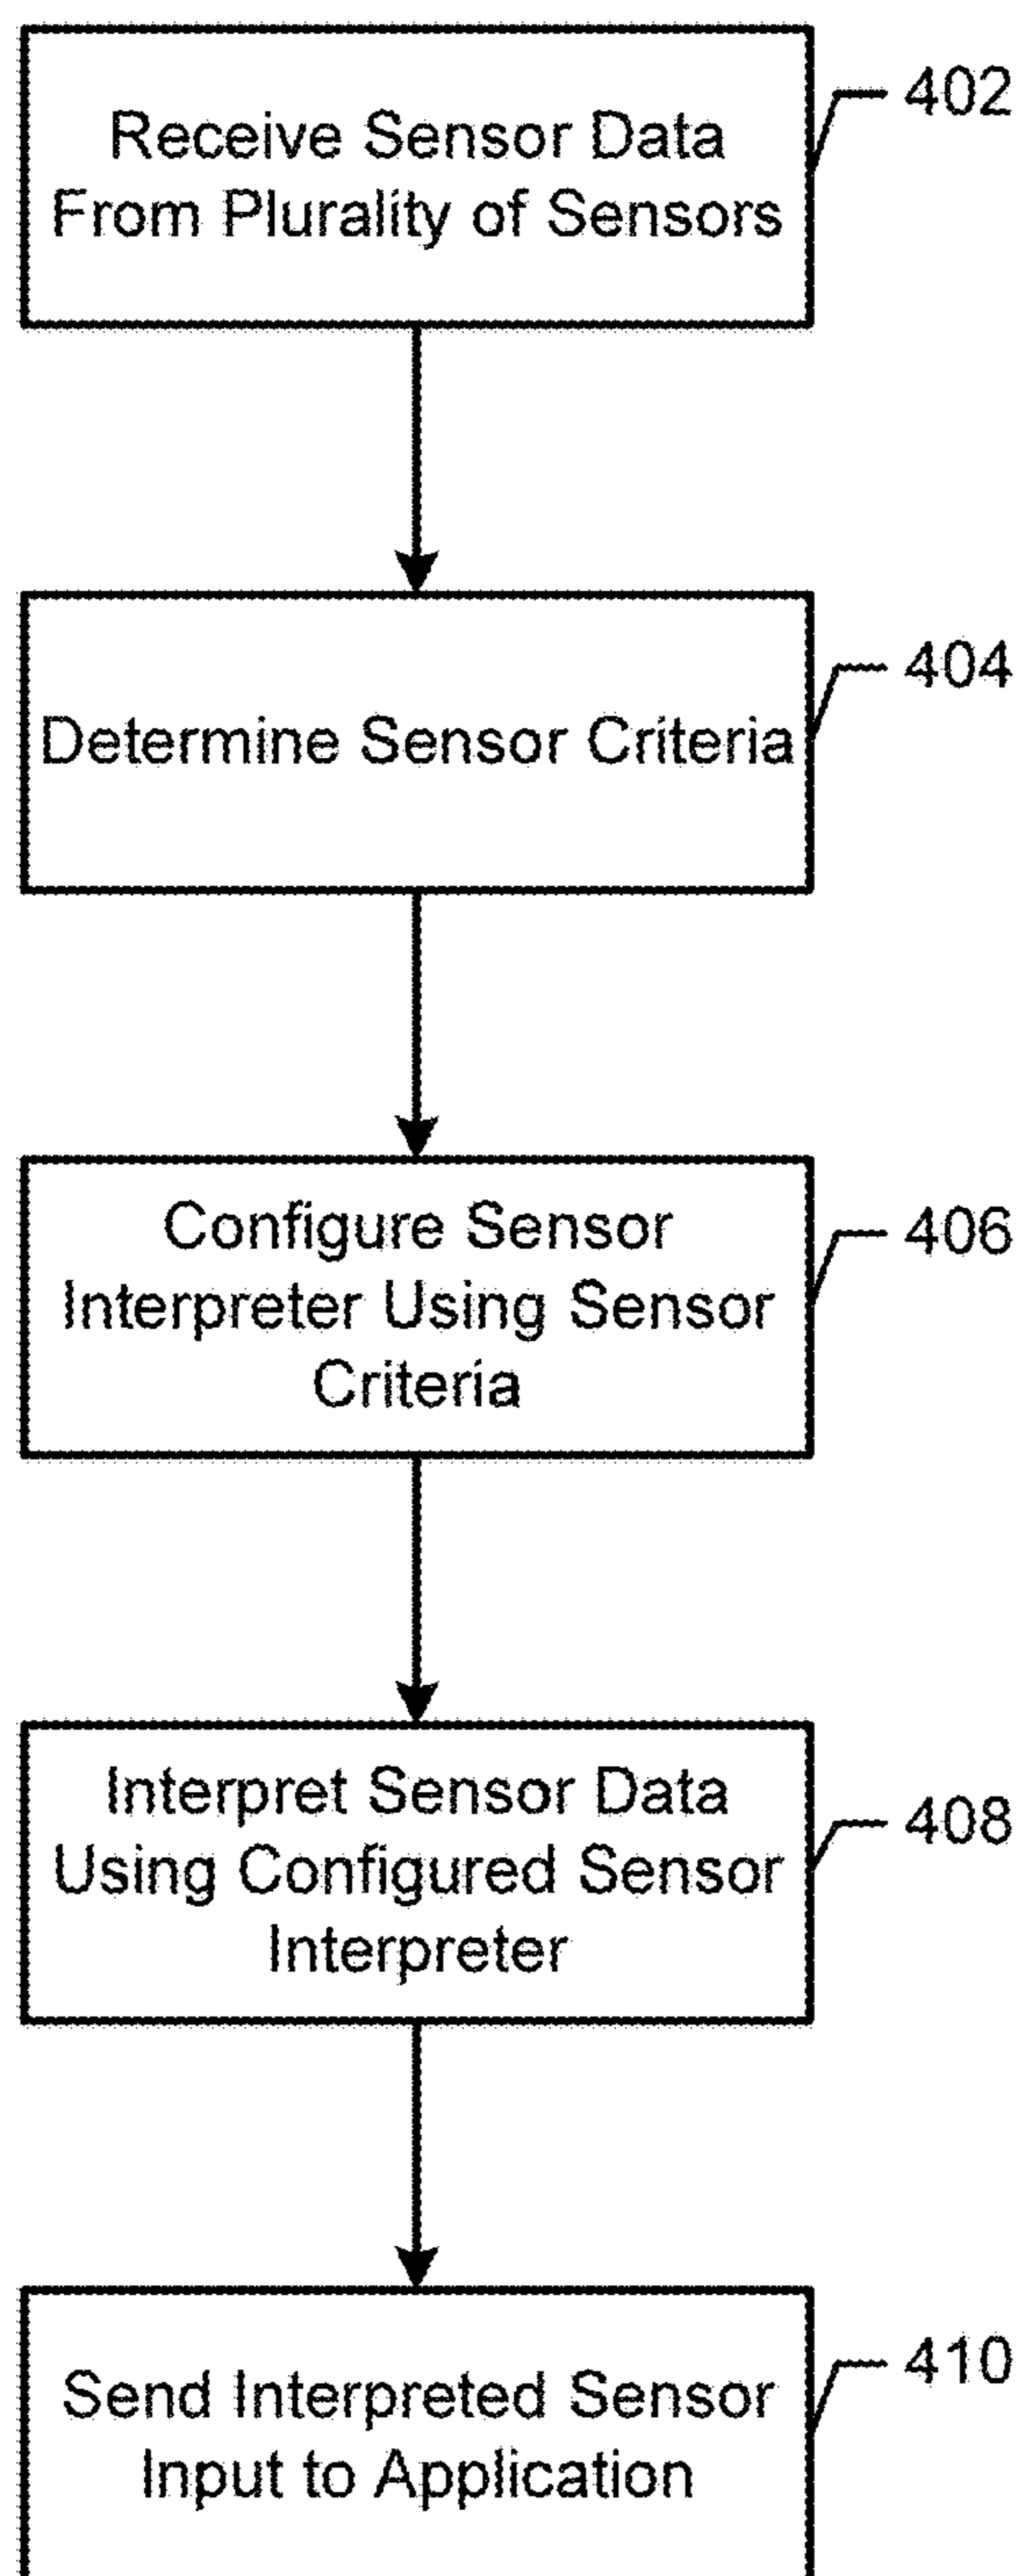 Receive Sensor Data
From Plurality of Sensors
402
Determine Sensor Criteria
404
Configure Sensor
Interpreter Using Sensor
Criteria
406
Interpret Sensor Data
Using Configured Sensor
Interpreter
408
Send Interpreted Sensor
Input to Application
410